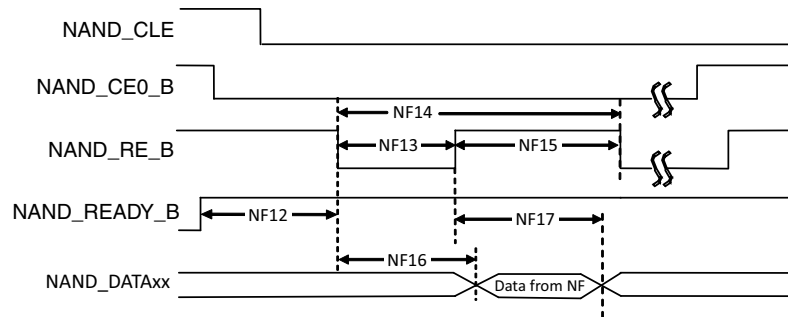 NAND_CLE
NAND_CE0_B
NF14
NAND_RE_B
NF13
NF15
NAND_READY_B
NF12
NF17
NF16
NAND_DATAxx
Data from NF